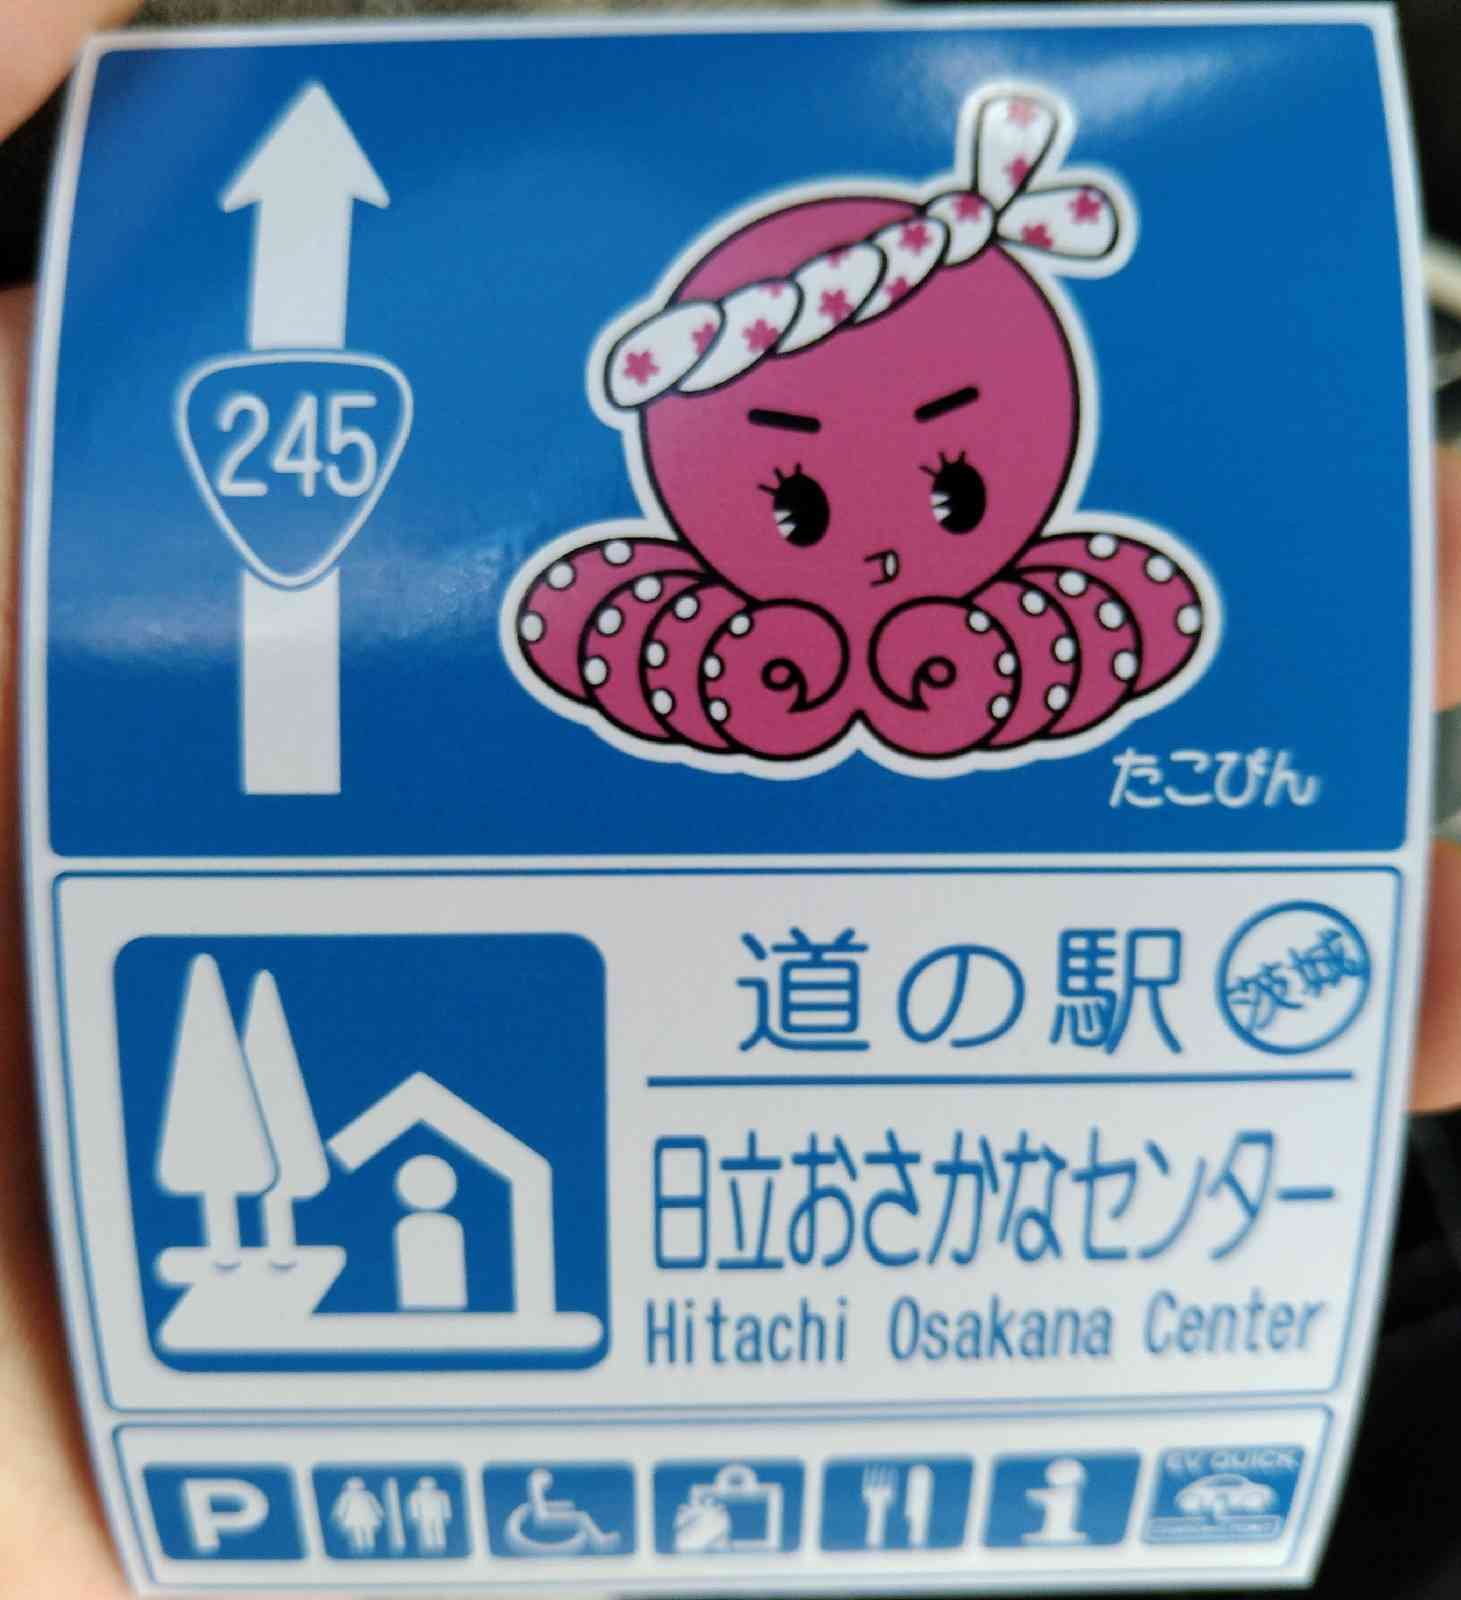 245
たこぴん
道の駅 茨城
日立おさかなセンター
Hitachi Osakana Center
P
EV QUICK